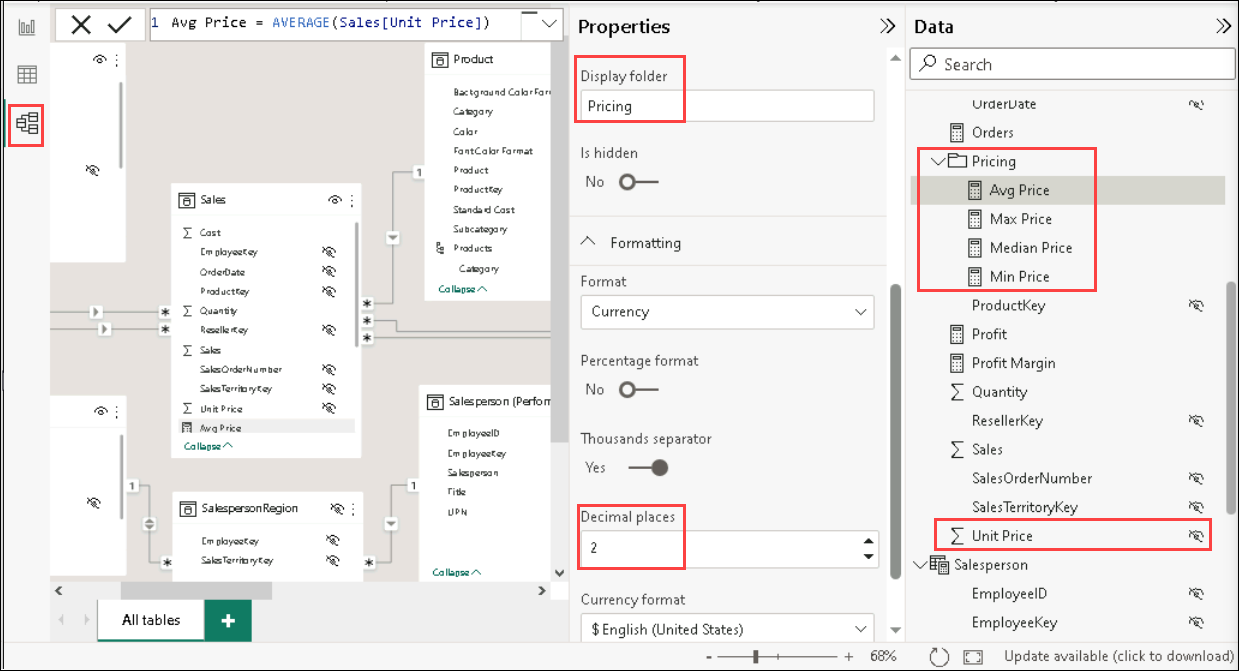 1 Avg Price = AVERAGE(Sales[Unit Price])
Product
Background Color For
Category
Color
Font Color Format
Product
ProductKey
Standard Cost
Subcategory
Products
Category
Collapse
Sales
Cost
EmployeeKey
OrderDate
ProductKey
Quantity
ResellerKey
Sales
SalesOrderNumber
SalesTerritoryKey
Unit Price
Avg Price
Collapse
1
*
*
*
*
*
Salesperson (Perforn
EmployeeID
EmployeeKey
Salesperson
Title
UPN
Collapse
SalespersonRegion
EmployeeKey
SalesTerritoryKey
1
*
1
*
All tables
+
Properties
Display folder
Pricing
Is hidden
No
Formatting
Format
Currency
Percentage format
No
Thousands separator
Yes
Decimal places
2
Currency format
$ English (United States)
Data
Search
OrderDate
Orders
Pricing
Avg Price
Max Price
Median Price
Min Price
ProductKey
Profit
Profit Margin
Quantity
ResellerKey
Sales
SalesOrderNumber
SalesTerritoryKey
Unit Price
Salesperson
EmployeeID
EmployeeKey
- + 68%
Update available (click to download)